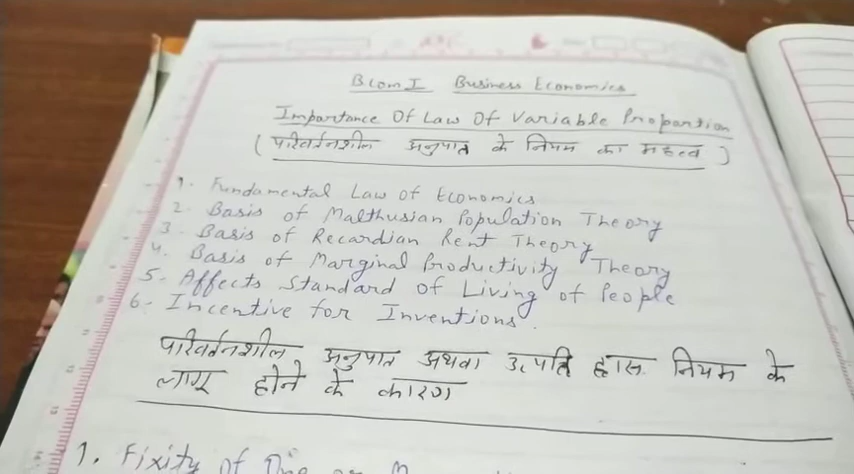 BCom I Business Economics
Importance Of Law Of Variable Proportion
(परिवर्तनशील अनुपात के नियम का महत्व)
1. Fundamental Law of Economics
2. Basis of Malthusian Population Theory
3. Basis of Recardian Rent Theory
4. Basis of Marginal Productivity Theory
5. Affects Standard of Living of People
6. Incentive for Inventions.
परिवर्तनशील अनुपात अथवा उत्पत्ति ह्रास नियम के
लागू होने के कारण
1. Fixity of One or